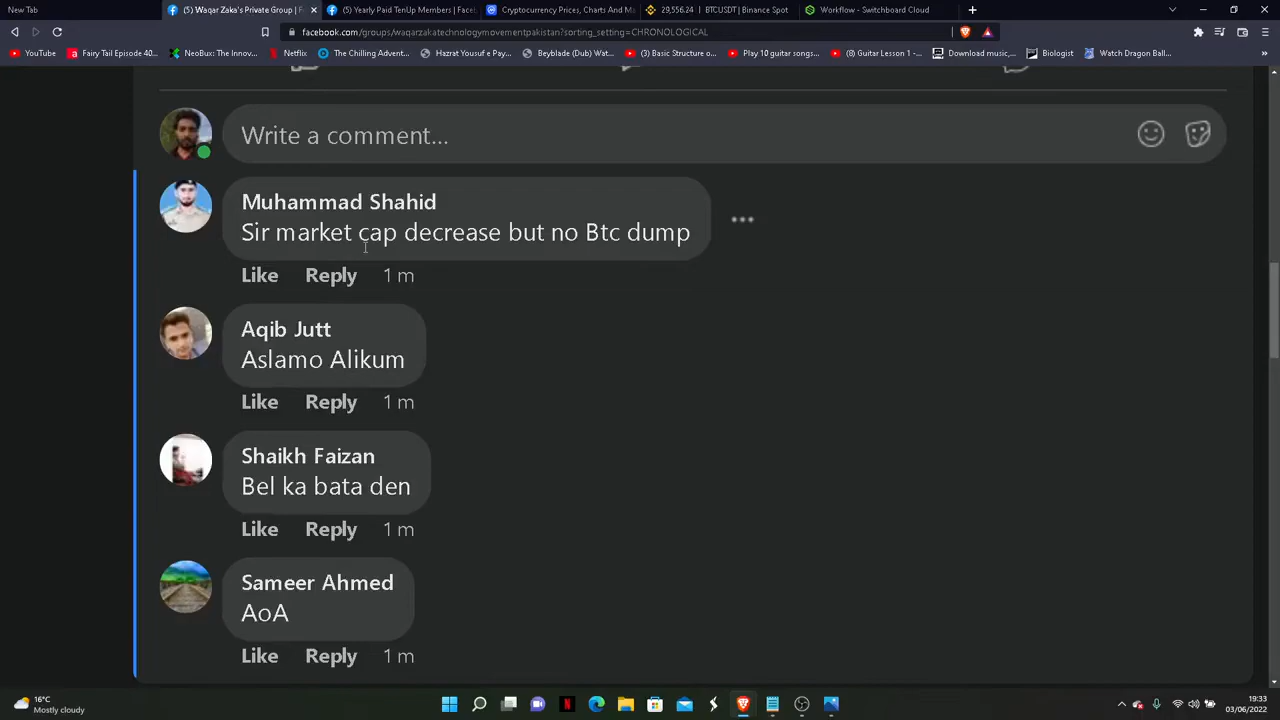 New Tab
(5) Waqar Zaka's Private Group | F
(5) Yearly Paid TenUp Members | Facel
Cryptocurrency Prices, Charts And Ma
29,556.24 | BTCUSDT | Binance Spot
Workflow - Switchboard Cloud
facebook.com/groups/waqarzakatechnologymovementpakistan?sorting_setting=CHRONOLOGICAL
YouTube
Fairy Tail Episode 40...
NeoBux: The Innov...
Netflix
The Chilling Advent...
Hazrat Yousuf e Pay...
Beyblade (Dub) Wat...
(3) Basic Structure o...
Play 10 guitar songs...
(8) Guitar Lesson 1 -...
Download music,...
Biologist
Watch Dragon Ball...
»
Write a comment...
Muhammad Shahid
Sir market cap decrease but no Btc dump
Like Reply 1 m
Aqib Jutt
Aslamo Alikum
Like Reply 1 m
Shaikh Faizan
Bel ka bata den
Like Reply 1 m
Sameer Ahmed
AoA
Like Reply 1 m
16°C
Mostly cloudy
19:33
03/06/2022